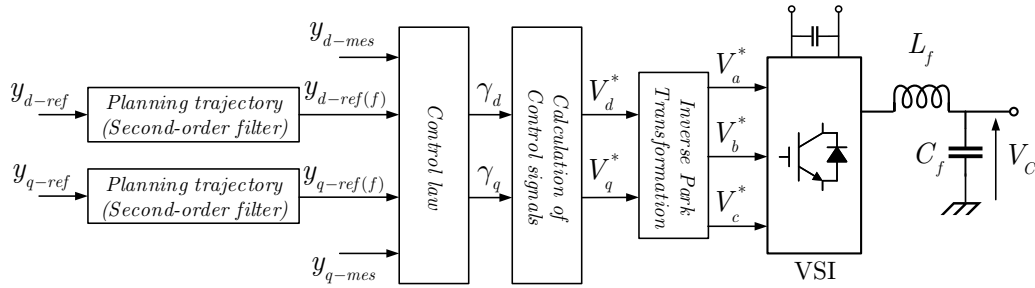 y_{d-mes}
y_{d-ref}
Planning trajectory
(Second-order filter)
y_{d-ref(f)}
y_{q-ref}
Planning trajectory
(Second-order filter)
y_{q-ref(f)}
y_{q-mes}
Control law
γ_d
γ_q
Calculation of
Control signals
V_d^*
V_q^*
Inverse Park
Transformation
V_a^*
V_b^*
V_c^*
VSI
L_f
C_f
V_C